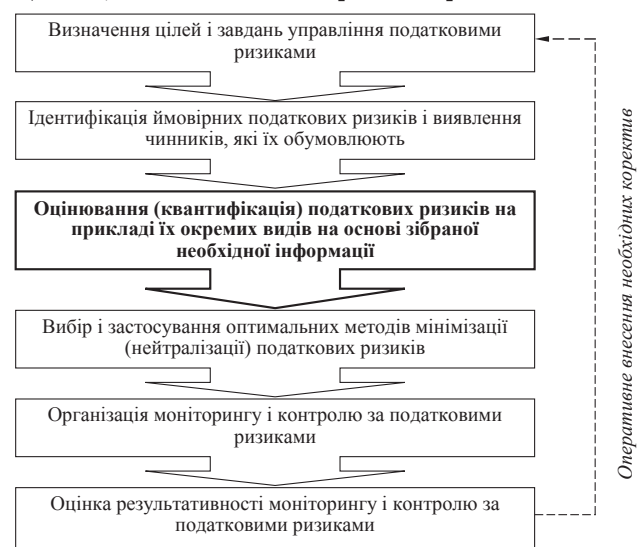 Визначення цілей і завдань управління податковими
ризиками
Ідентифікація ймовірних податкових ризиків і виявлення
чинників, які їх обумовлюють
Оцінювання (квантифікація) податкових ризиків на
прикладі їх окремих видів на основі зібраної
необхідної інформації
Вибір і застосування оптимальних методів мінімізації
(нейтралізації) податкових ризиків
Організація моніторингу і контролю за податковими
ризиками
Оцінка результативності моніторингу і контролю за
податковими ризиками
Оперативне внесення необхідних коректив